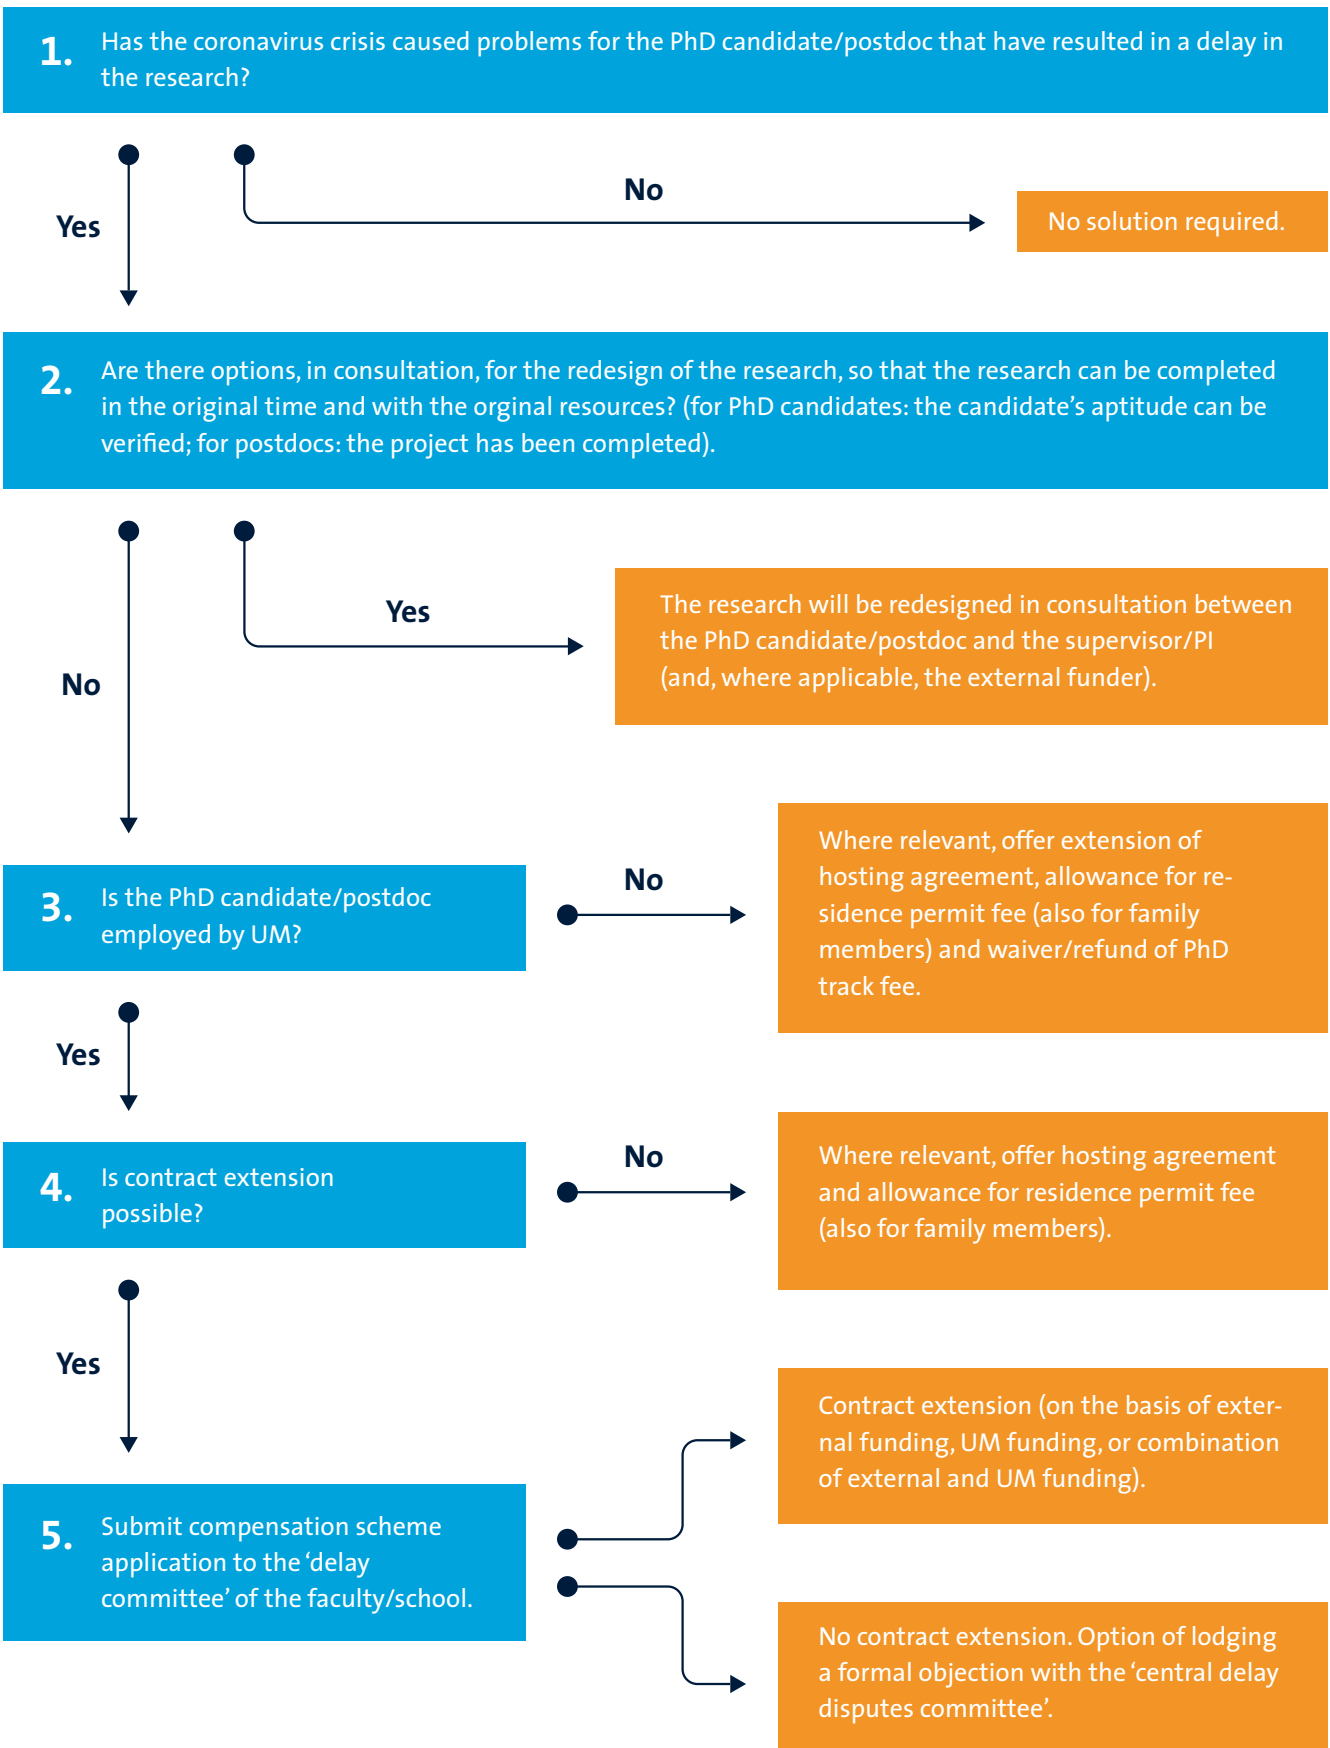 1. Has the coronavirus crisis caused problems for the PhD candidate/postdoc that have resulted in a delay in
the research?
No
Yes
No solution required.
2. Are there options, in consultation, for the redesign of the research, so that the research can be completed
in the original time and with the orginal resources? (for PhD candidates: the candidate’s aptitude can be
verified; for postdocs: the project has been completed).
Yes
The research will be redesigned in consultation between
the PhD candidate/postdoc and the supervisor/PI
(and, where applicable, the external funder).
No
3. Is the PhD candidate/postdoc
employed by UM?
No
Where relevant, offer extension of
hosting agreement, allowance for re-
sidence permit fee (also for family
members) and waiver/refund of PhD
track fee.
Yes
4. Is contract extension
possible?
No
Where relevant, offer hosting agreement
and allowance for residence permit fee
(also for family members).
Yes
Contract extension (on the basis of exter-
nal funding, UM funding, or combination
of external and UM funding).
5. Submit compensation scheme
application to the ‘delay
committee’ of the faculty/school.
No contract extension. Option of lodging
a formal objection with the ‘central delay
disputes committee’.